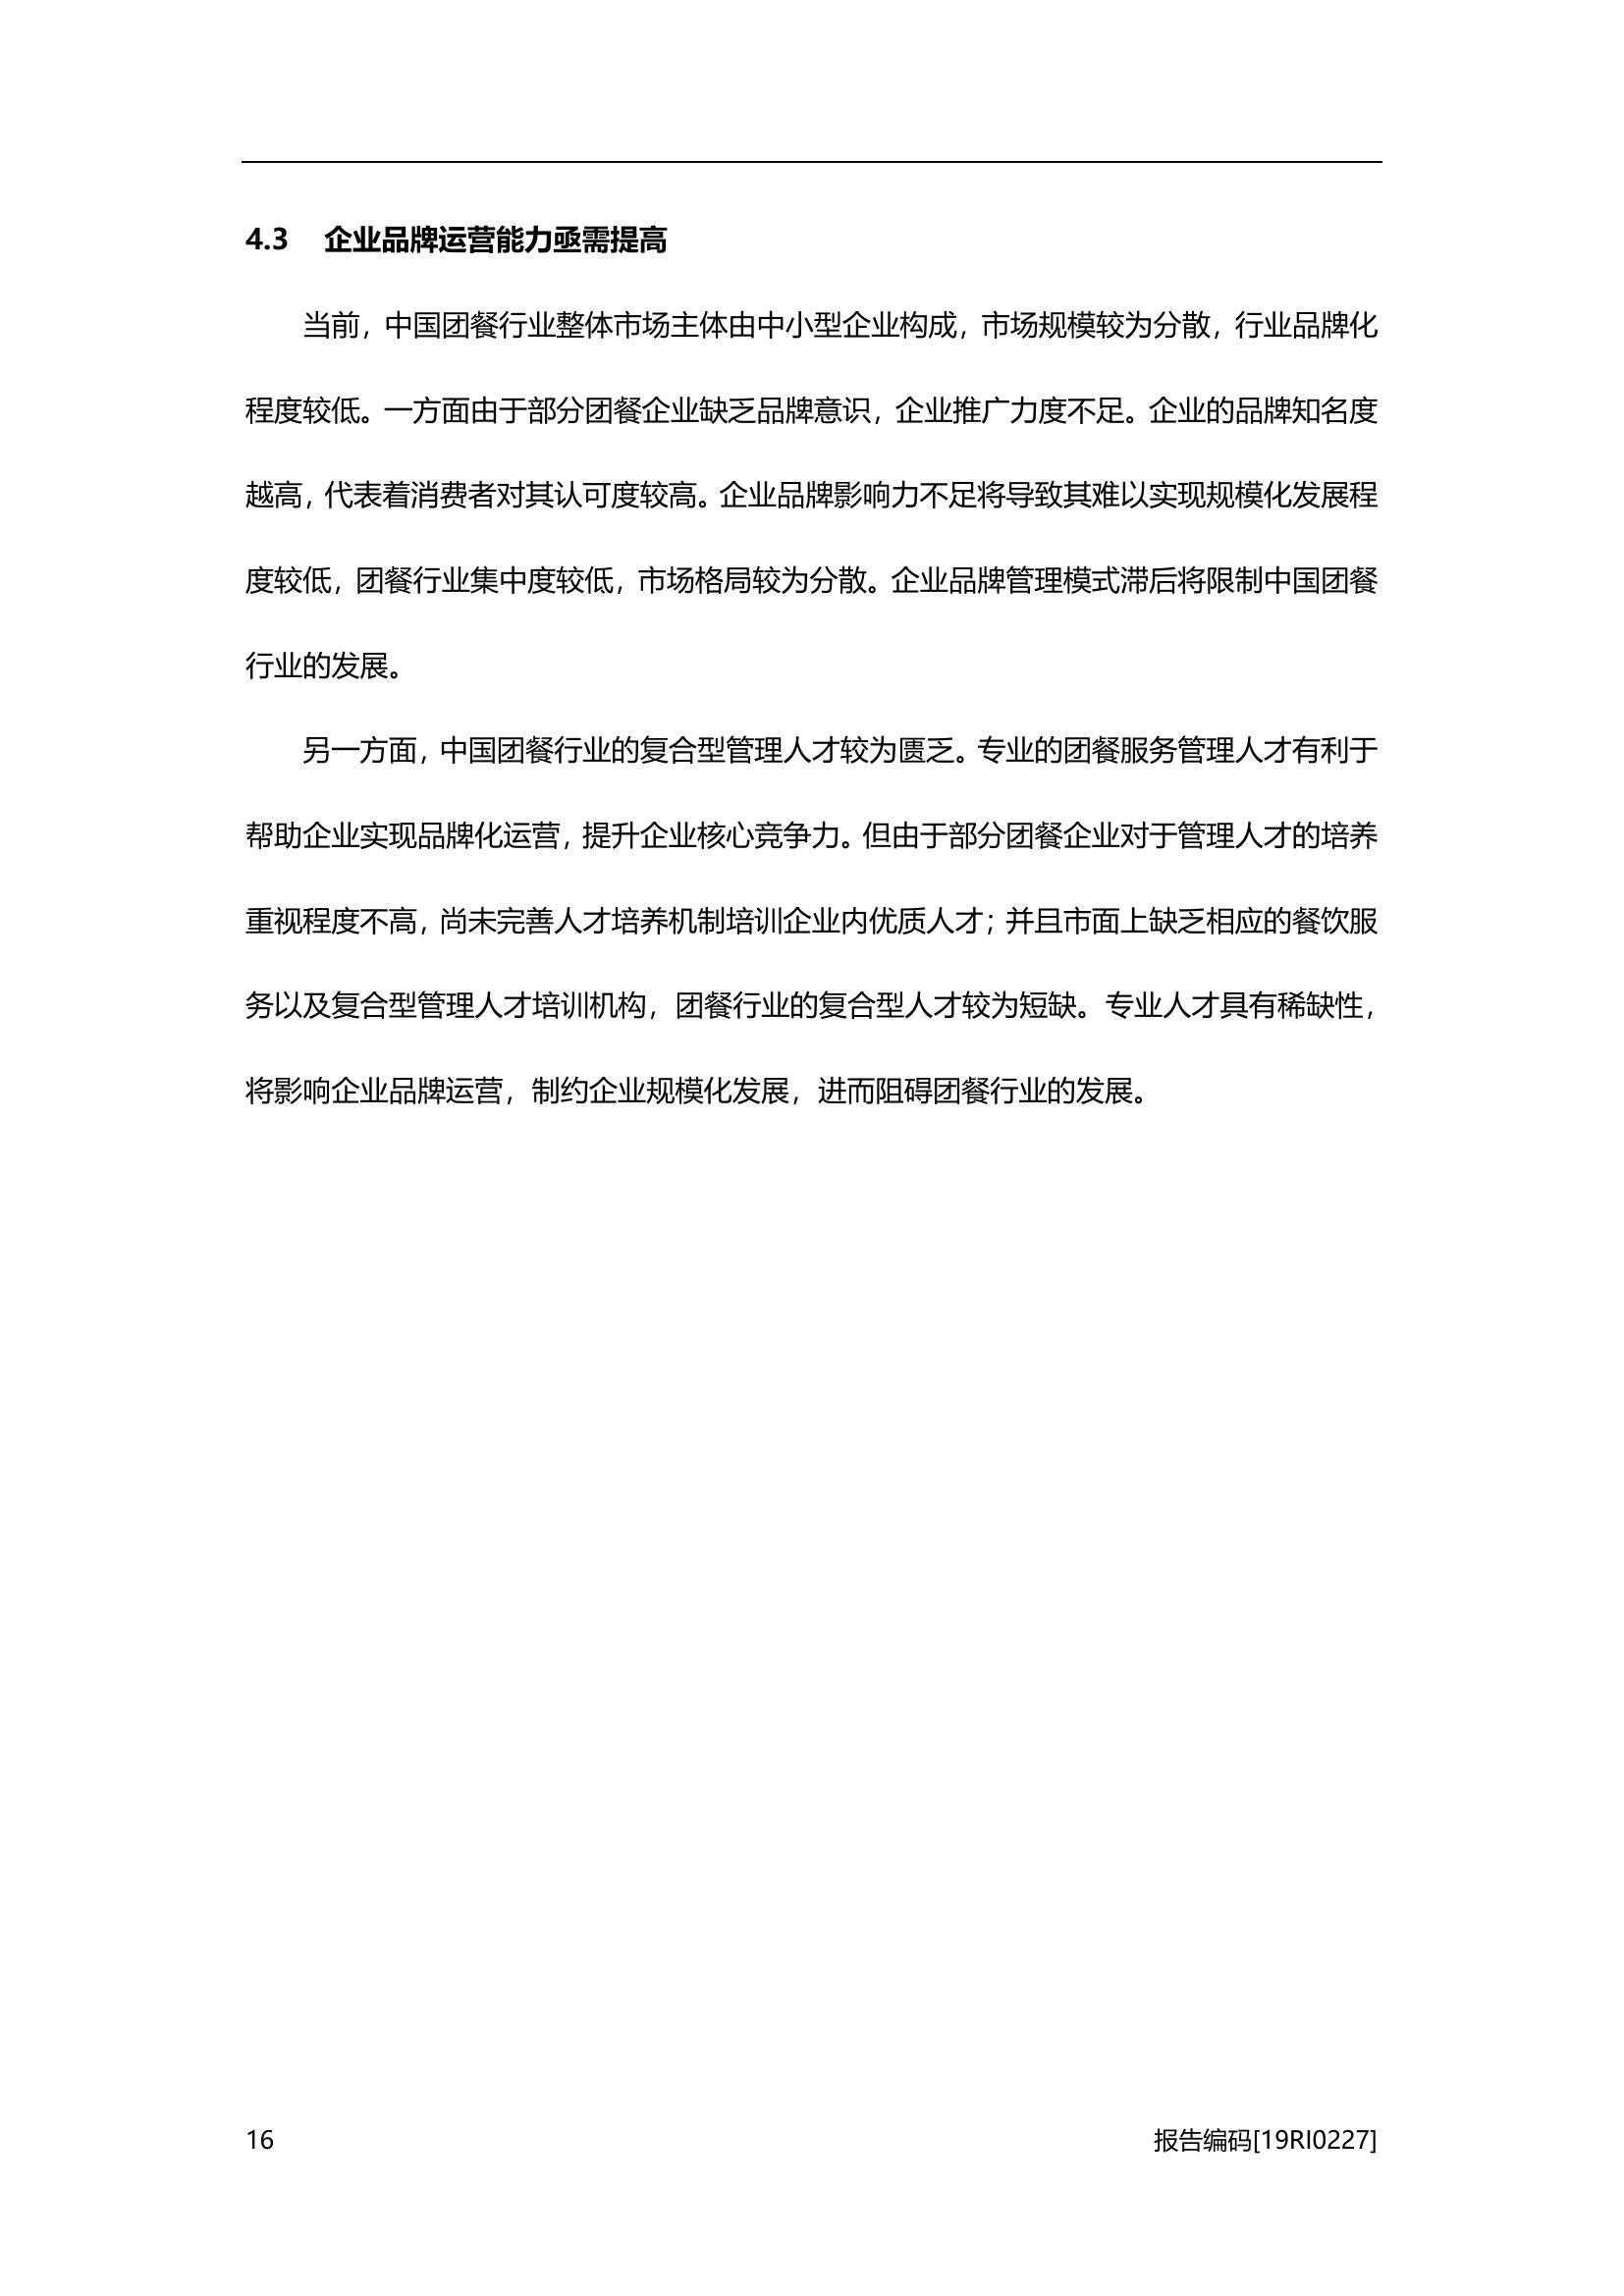 4.3 企业品牌运营能力亟需提高
当前，中国团餐行业整体市场主体由中小型企业构成，市场规模较为分散，行业品牌化
程度较低。一方面由于部分团餐企业缺乏品牌意识，企业推广力度不足。企业的品牌知名度
越高，代表着消费者对其认可度较高。企业品牌影响力不足将导致其难以实现规模化发展程
度较低，团餐行业集中度较低，市场格局较为分散。企业品牌管理模式滞后将限制中国团餐
行业的发展。
另一方面，中国团餐行业的复合型管理人才较为匮乏。专业的团餐服务管理人才有利于
帮助企业实现品牌化运营，提升企业核心竞争力。但由于部分团餐企业对于管理人才的培养
重视程度不高，尚未完善人才培养机制培训企业内优质人才；并且市面上缺乏相应的餐饮服
务以及复合型管理人才培训机构，团餐行业的复合型人才较为短缺。专业人才具有稀缺性，
将影响企业品牌运营，制约企业规模化发展，进而阻碍团餐行业的发展。
16 报告编码[19RI0227]